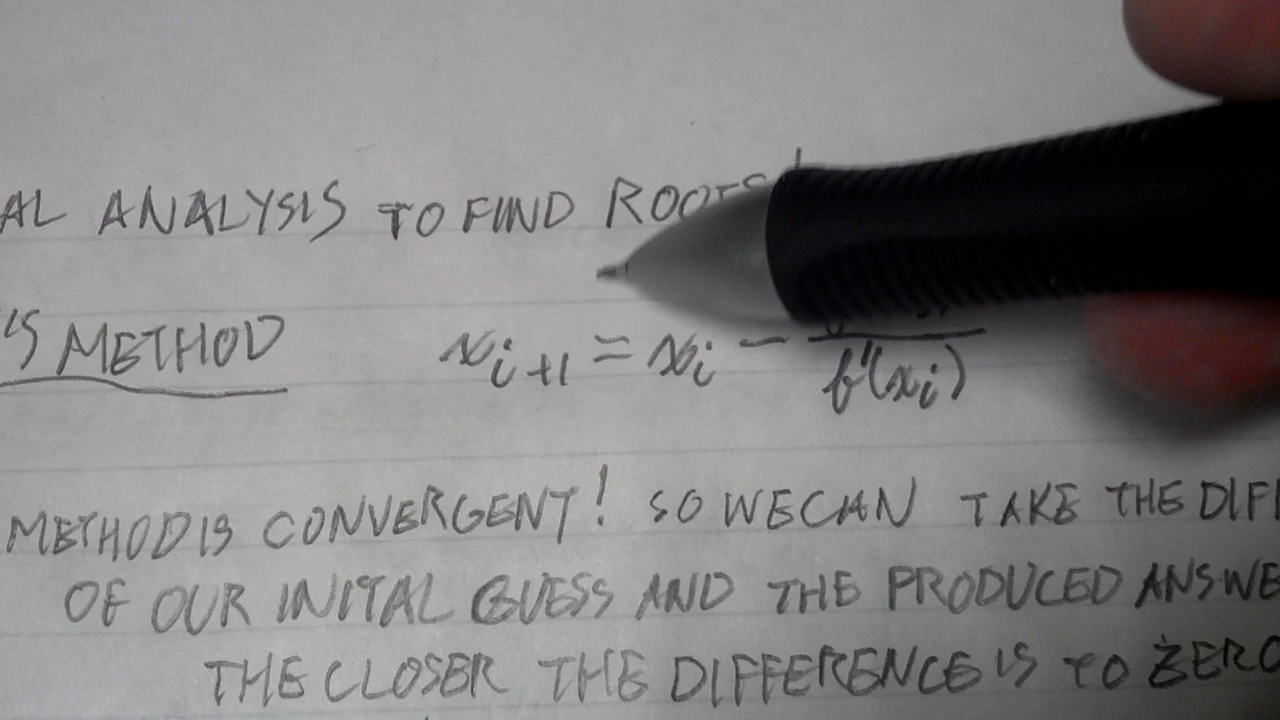 AL ANALYSIS TO FIND ROOTS
'S METHOD xᵢ₊₁ = xᵢ - / f'(xᵢ)
METHOD IS CONVERGENT! SO WE CAN TAKE THE DIFF
OF OUR INITAL GUESS AND THE PRODUCED ANSWE
THE CLOSER THE DIFFERENCE IS TO ZERO